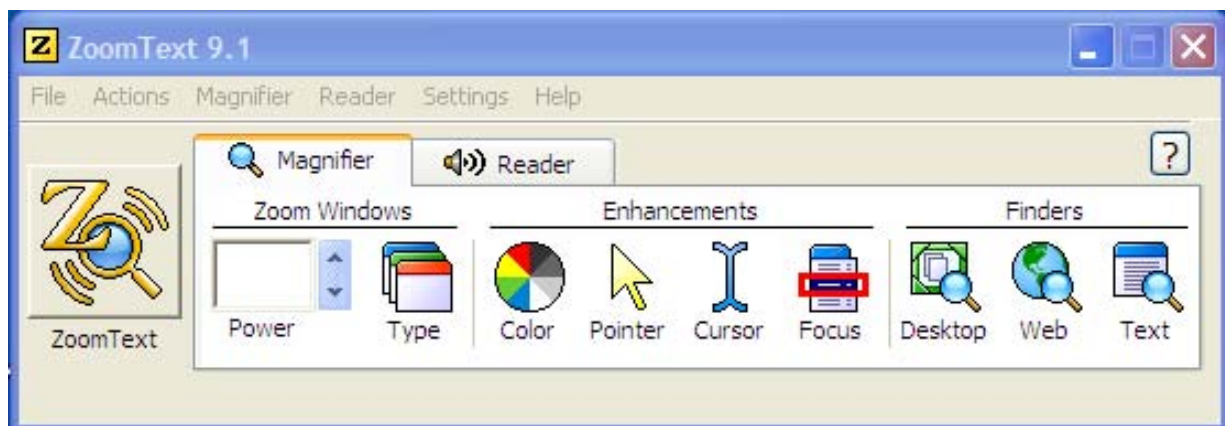 Z ZoomText 9.1
File Actions Magnifier Reader Settings Help
Magnifier Reader ?
Zoom Windows Enhancements Finders
Z
Power Type Color Pointer Cursor Focus Desktop Web Text
ZoomText